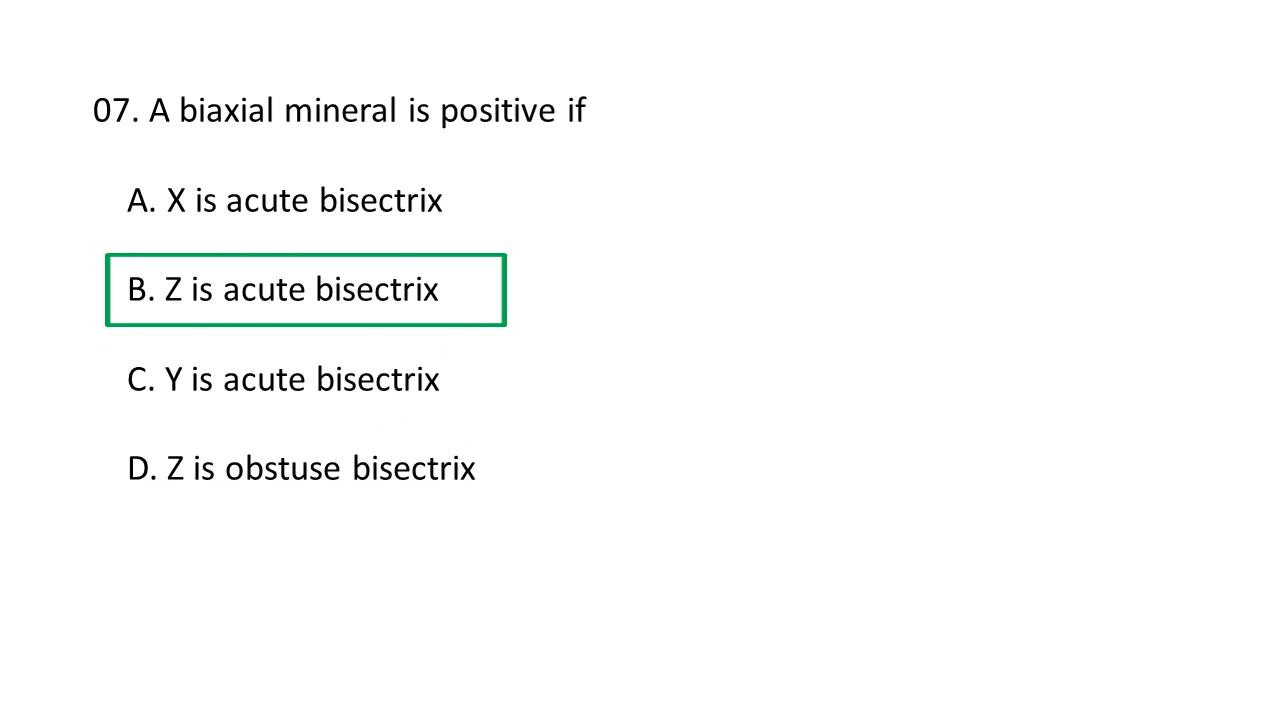 07. A biaxial mineral is positive if
A. X is acute bisectrix
B. Z is acute bisectrix
C. Y is acute bisectrix
D. Z is obstuse bisectrix